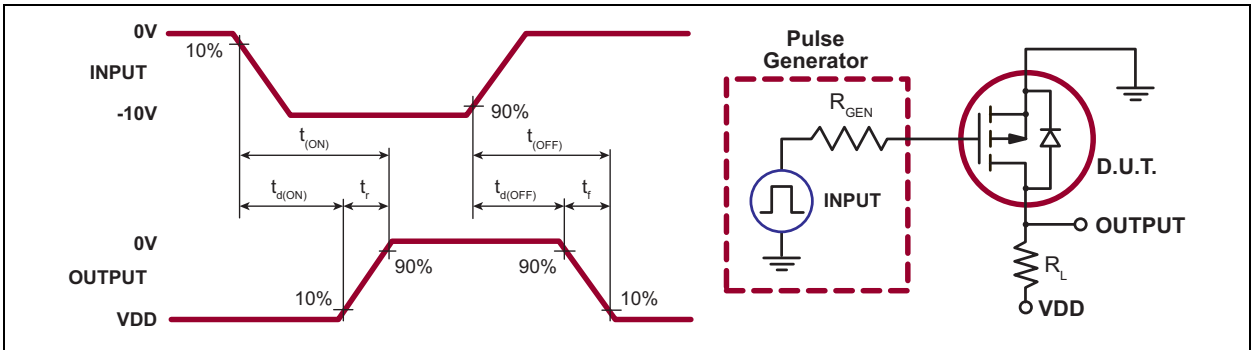 0V
10%
INPUT
-10V
90%
t(ON)
t(OFF)
td(ON)
tr
td(OFF)
tf
0V
90%
90%
OUTPUT
10%
10%
VDD
Pulse
Generator
RGEN
INPUT
D.U.T.
OUTPUT
RL
VDD